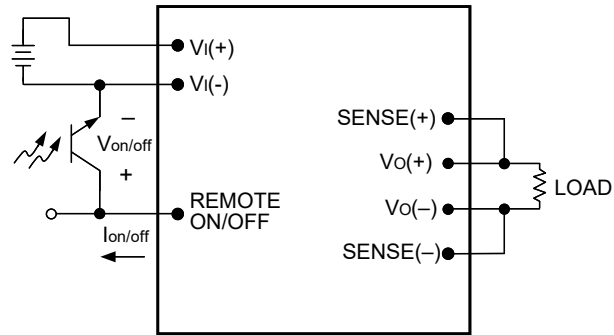 VI(+)
VI(-)
−
Von/off
+
REMOTE
ON/OFF
Ion/off
SENSE(+)
VO(+)
LOAD
VO(−)
SENSE(−)